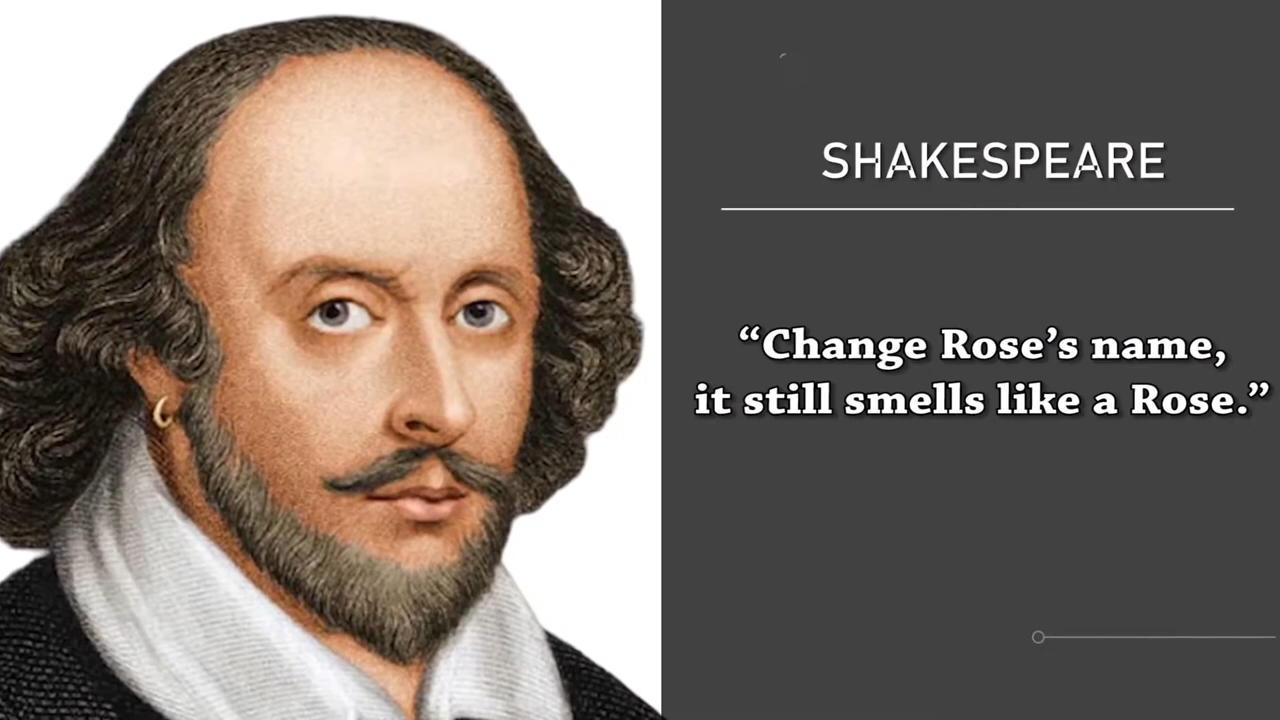 SHAKESPEARE
“Change Rose’s name,
it still smells like a Rose.”